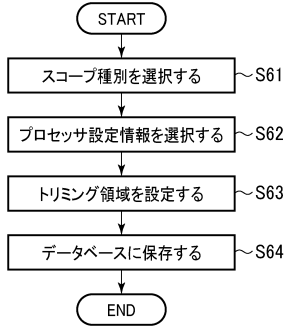 START
スコープ種別を選択する
S61
プロセッサ設定情報を選択する
S62
トリミング領域を設定する
S63
データベースに保存する
S64
END